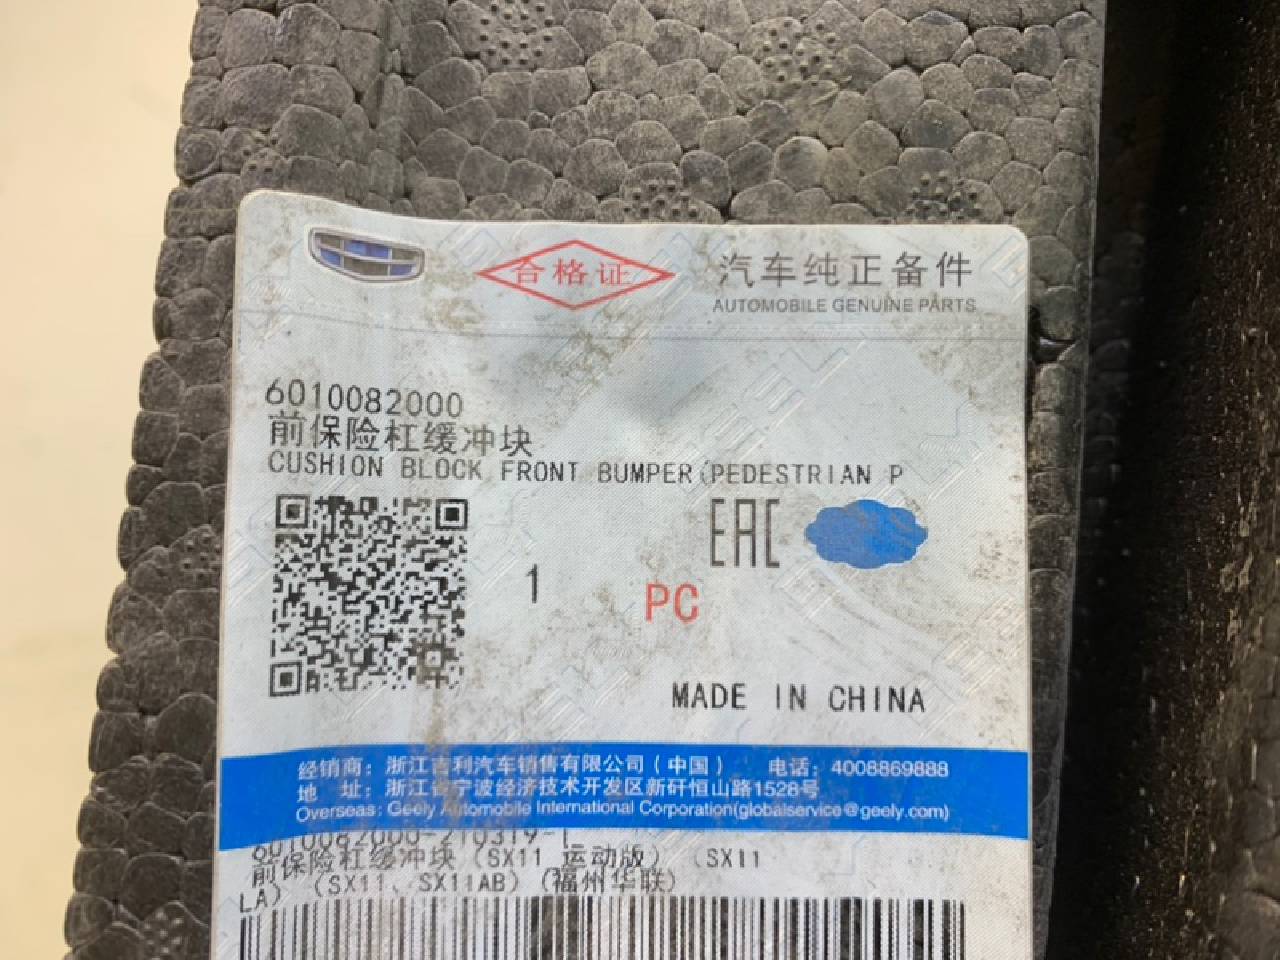 合格证
汽车纯正备件
AUTOMOBILE GENUINE PARTS
6010082000
前保险杠缓冲块
CUSHION BLOCK FRONT BUMPER(PEDESTRIAN P
EAC
1
PC
MADE IN CHINA
经销商：浙江吉利汽车销售有限公司（中国） 电话：4008869888
地 址：浙江省宁波经济技术开发区新矸恒山路1528号
Overseas: Geely Automobile International Corporation(globalservice@geely.com)
6010082000-210319-1
前保险杠缓冲块（SX11 运动版）（SX11
LA）（SX11、SX11AB）（福州华联）